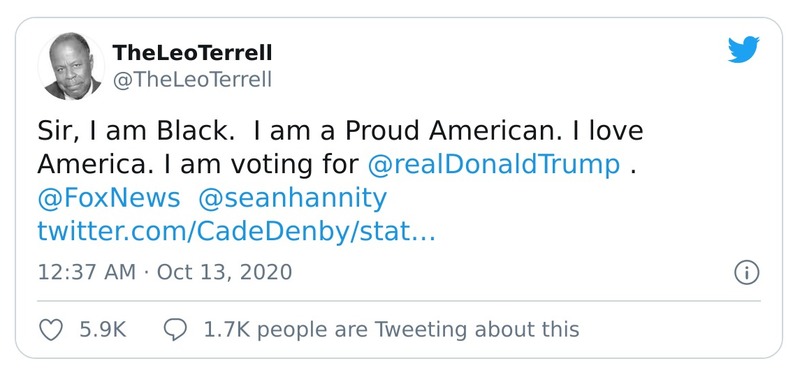 TheLeoTerrell
@TheLeoTerrell
Sir, I am Black.  I am a Proud American. I love
America. I am voting for @realDonaldTrump .
@FoxNews  @seanhannity
twitter.com/CadeDenby/stat…
12:37 AM · Oct 13, 2020
5.9K 1.7K people are Tweeting about this